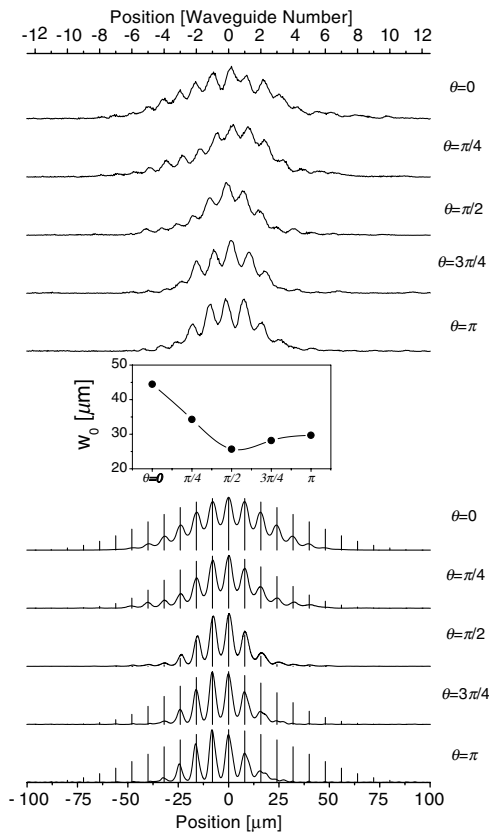 Position [Waveguide Number]
-12 -10 -8 -6 -4 -2 0 2 4 6 8 10 12
θ=0
θ=π/4
θ=π/2
θ=3π/4
θ=π
50
40
30
20
w0 [μm]
θ=0 π/4 π/2 3π/4 π
θ=0
θ=π/4
θ=π/2
θ=3π/4
θ=π
-100 -75 -50 -25 0 25 50 75 100
Position [μm]